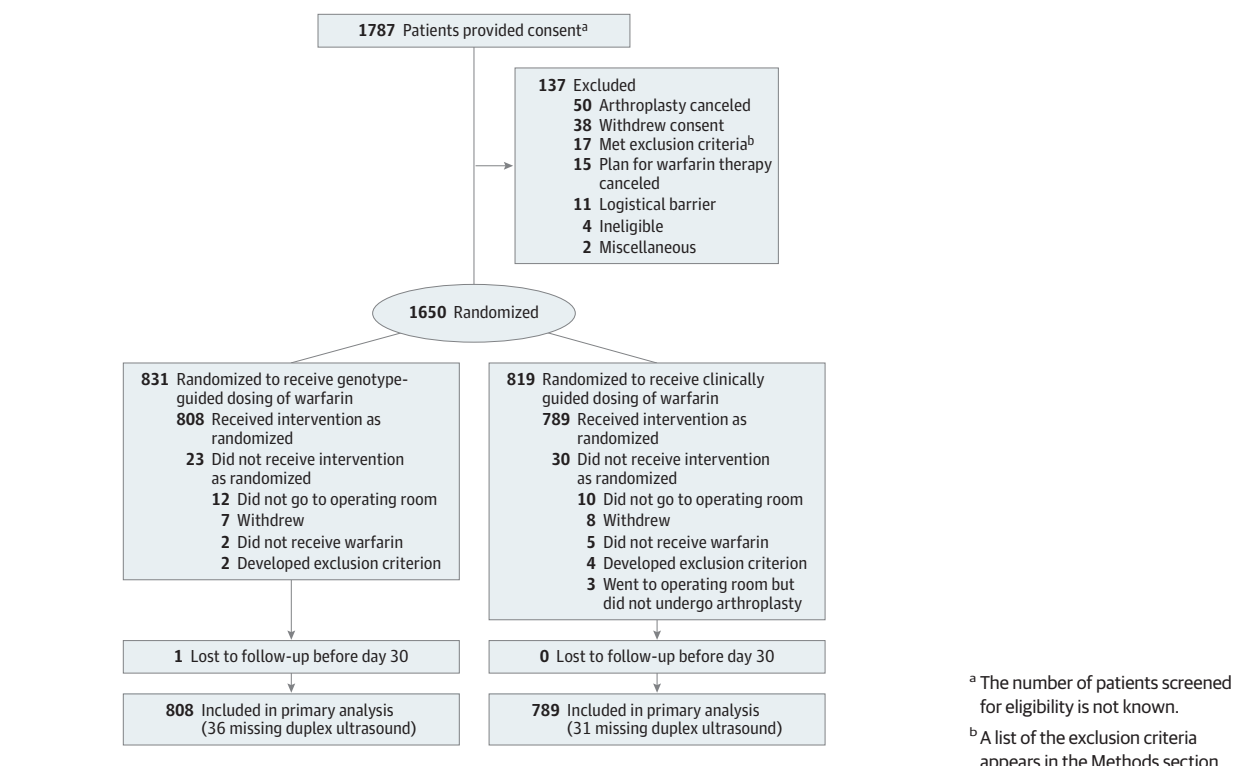 1787 Patients provided consentᵃ
137 Excluded
50 Arthroplasty canceled
38 Withdrew consent
17 Met exclusion criteriaᵇ
15 Plan for warfarin therapy
canceled
11 Logistical barrier
4 Ineligible
2 Miscellaneous
1650 Randomized
831 Randomized to receive genotype-
guided dosing of warfarin
808 Received intervention as
randomized
23 Did not receive intervention
as randomized
12 Did not go to operating room
7 Withdrew
2 Did not receive warfarin
2 Developed exclusion criterion
819 Randomized to receive clinically
guided dosing of warfarin
789 Received intervention as
randomized
30 Did not receive intervention
as randomized
10 Did not go to operating room
8 Withdrew
5 Did not receive warfarin
4 Developed exclusion criterion
3 Went to operating room but
did not undergo arthroplasty
1 Lost to follow-up before day 30
0 Lost to follow-up before day 30
808 Included in primary analysis
(36 missing duplex ultrasound)
789 Included in primary analysis
(31 missing duplex ultrasound)
ᵃ The number of patients screened
for eligibility is not known.
ᵇ A list of the exclusion criteria
appears in the Methods section